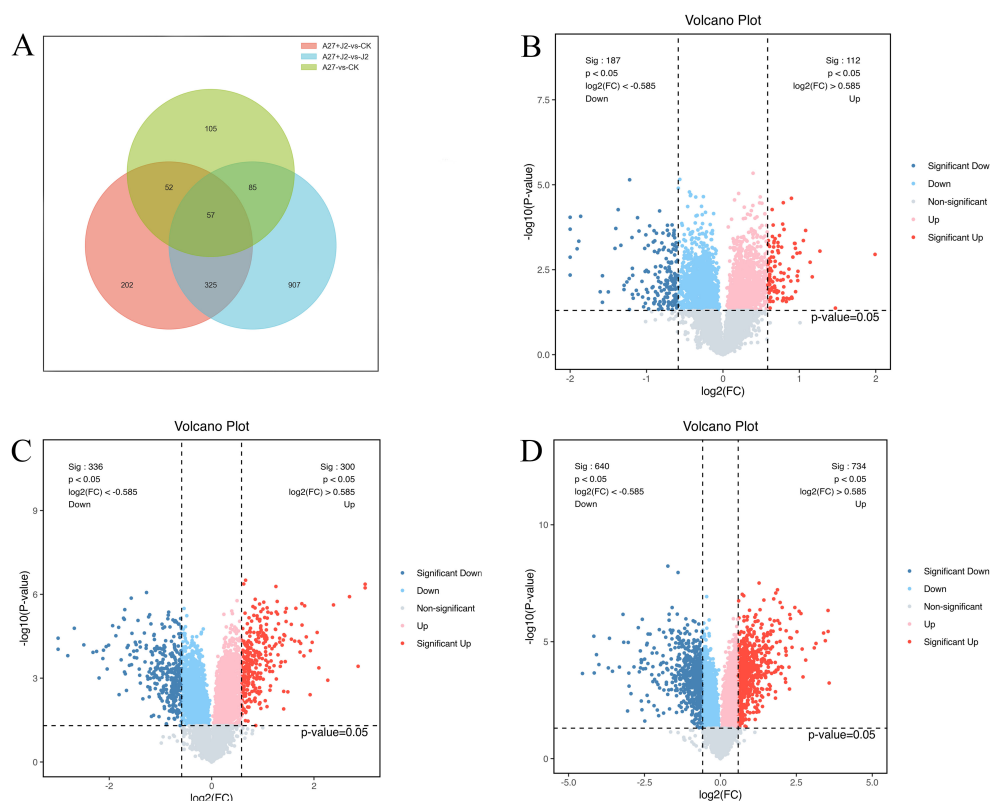 A
A27+J2-vs-CK
A27+J2-vs-J2
A27-vs-CK
105
52
85
57
202
325
907
B
Volcano Plot
Sig : 187
p < 0.05
log2(FC) < -0.585
Down
Sig : 112
p < 0.05
log2(FC) > 0.585
Up
7.5
5.0
2.5
0.0
-log10(P-value)
p-value=0.05
-2
-1
0
1
2
log2(FC)
Significant Dow
Down
Non-significant
Up
Significant Up
C
Volcano Plot
Sig : 336
p < 0.05
log2(FC) < -0.585
Down
Sig : 300
p < 0.05
log2(FC) > 0.585
Up
9
6
3
0
-log10(P-value)
p-value=0.05
-2
0
2
log2(FC)
Significant Down
Down
Non-significant
Up
Significant Up
D
Volcano Plot
Sig : 640
p < 0.05
log2(FC) < -0.585
Down
Sig : 734
p < 0.05
log2(FC) > 0.585
Up
10
5
0
-log10(P-value)
p-value=0.05
-5.0
-2.5
0.0
2.5
5.0
log2(FC)
Significant Down
Down
Non-significant
Up
Significant Up